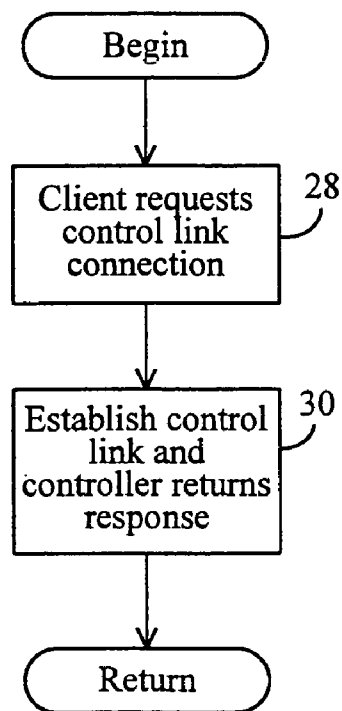 Begin
Client requests
control link
connection
28
Establish control
link and
controller returns
response
30
Return